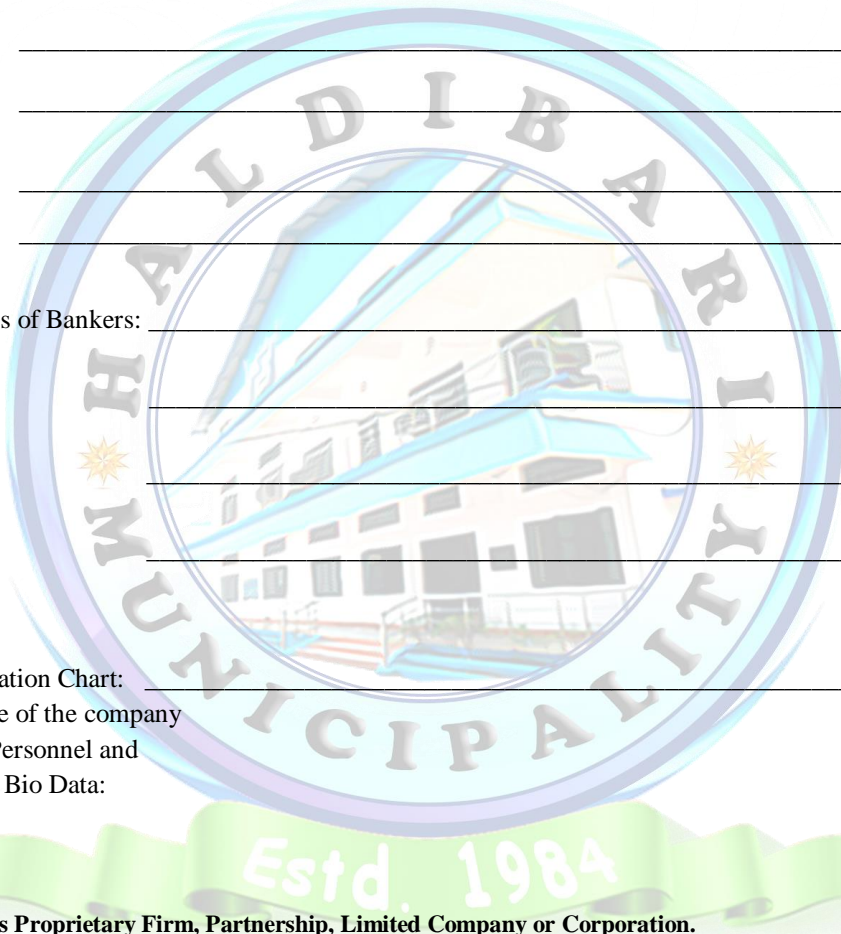 HALDIBARI
s of Bankers:
ation Chart:
e of the company
Personnel and
Bio Data:
MUNICIPALITY
Estd. 1984
s Proprietary Firm, Partnership, Limited Company or Corporation.